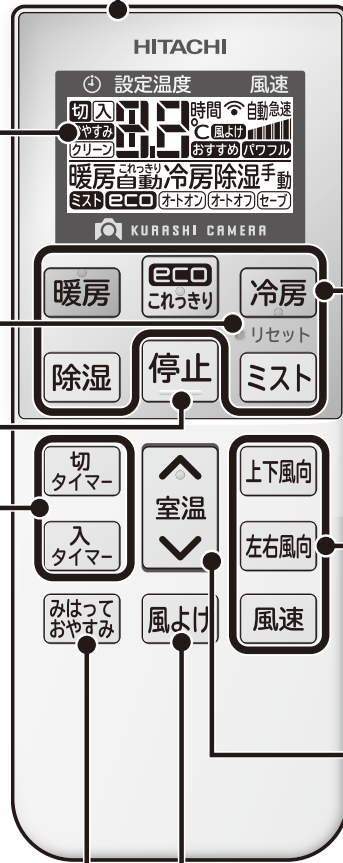 HITACHI
設定温度 風速
切 入 8.8 時間 自動 急速
おやすみ ℃ 風よけ
クリーン おすすめ パワフル
暖房 これっきり 自動 冷房 除湿 手動
ミスト eco オートオン オートオフ セーブ
KURASHI CAMERA
暖房
eco
これっきり
冷房
リセット
除湿
停止
ミスト
切
タイマー
入
タイマー
室温
上下風向
左右風向
風速
みはって
おやすみ
風よけ